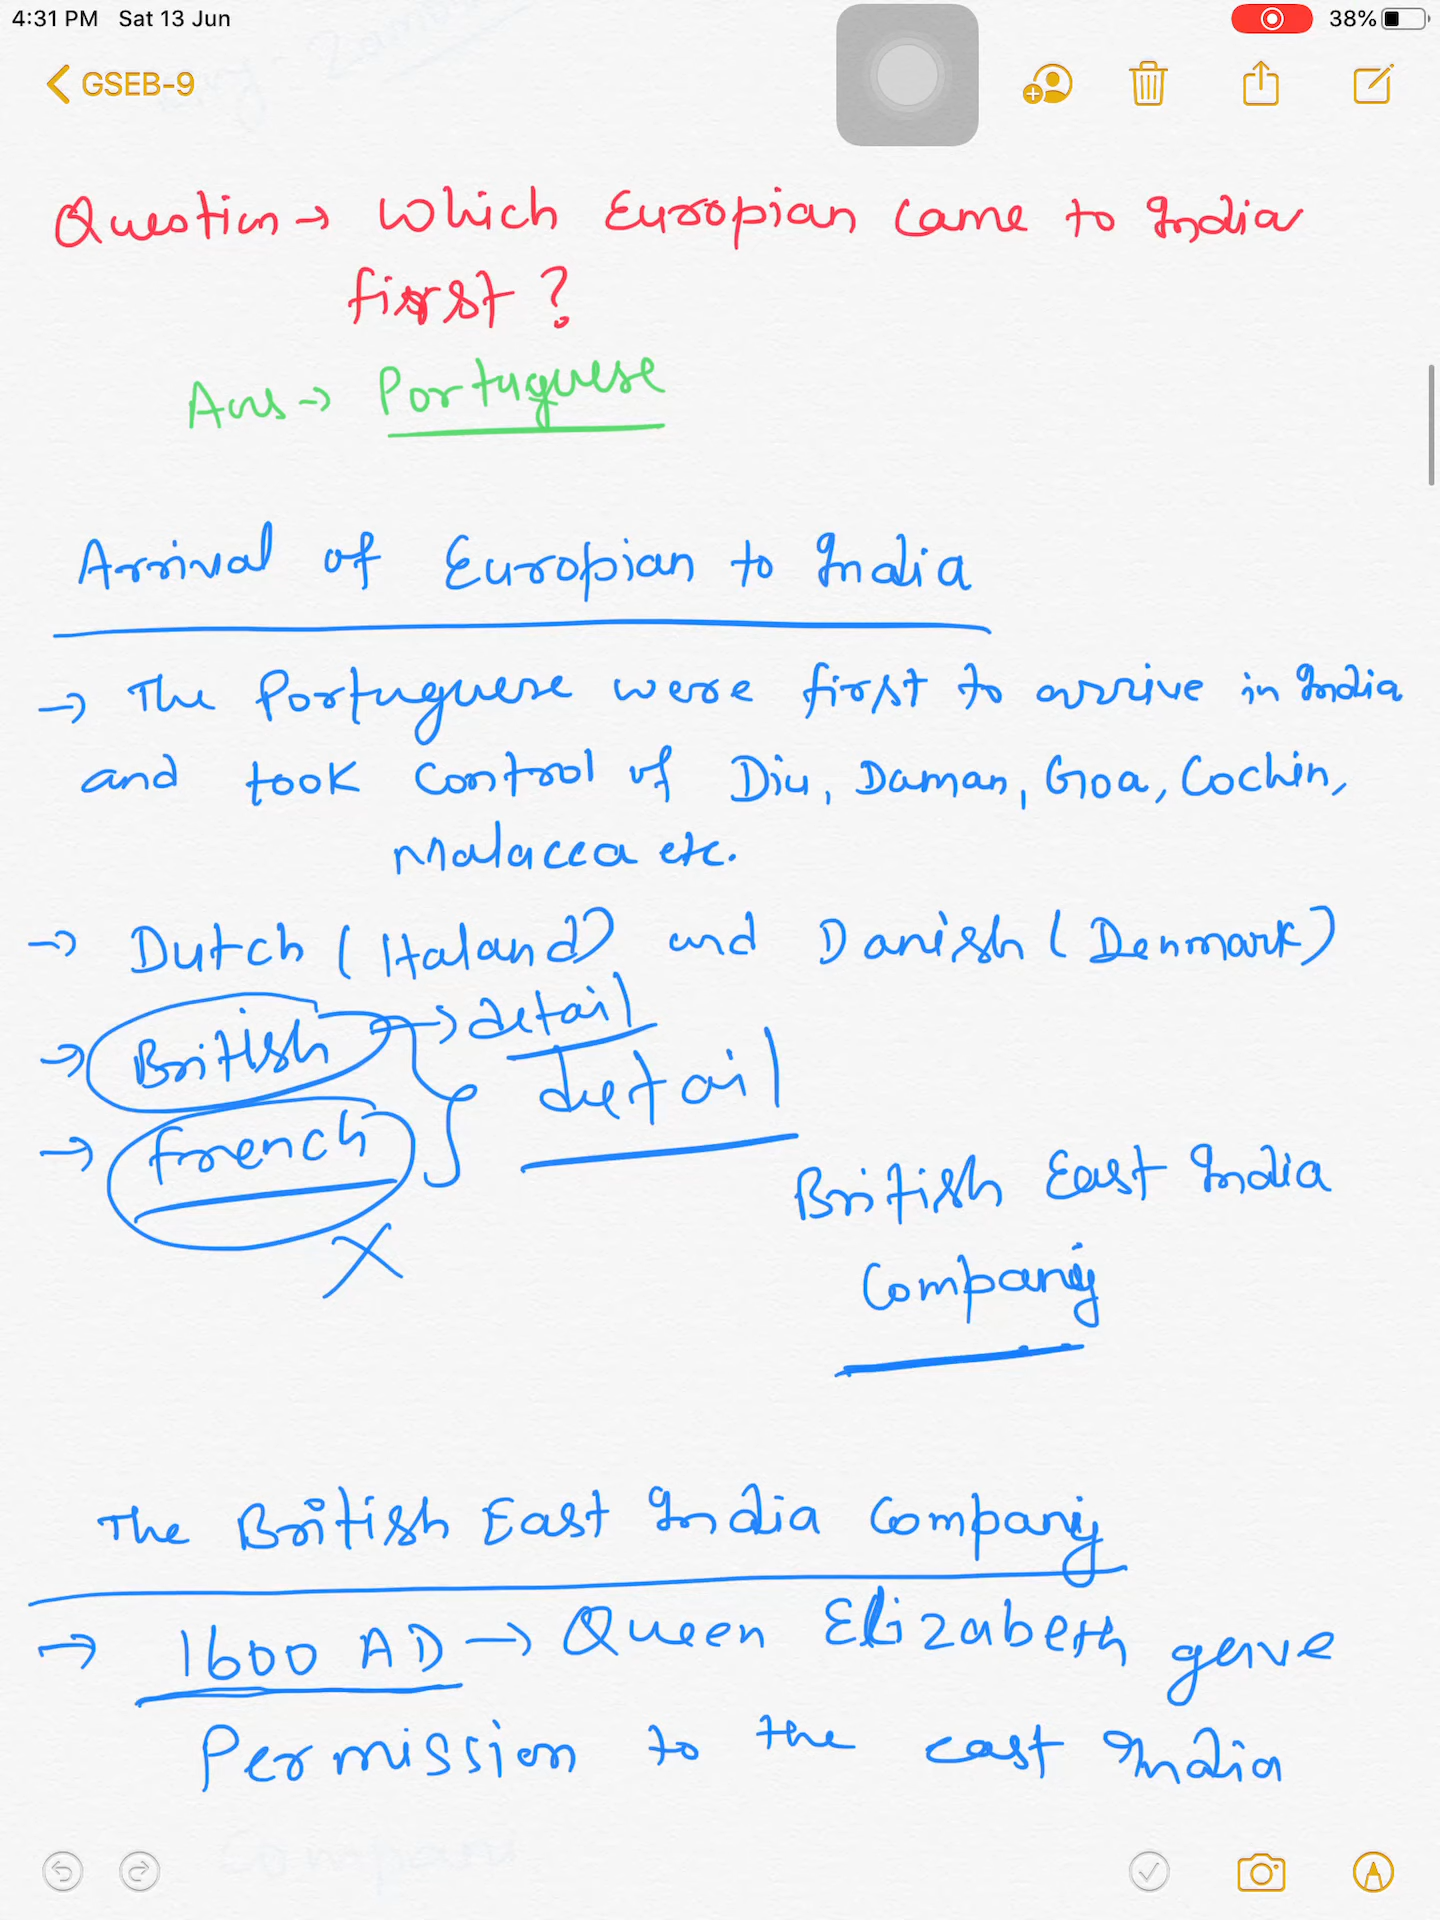 4:31 PM Sat 13 Jun 38%
GSEB-9
Question → Which Europian came to India
first ?
Ans → Portuguese
Arrival of Europian to India
→ The Portuguese were first to arrive in India
and took control of Diu, Daman, Goa, Cochin,
Malacca etc.
→ Dutch ( Haland) and Danish ( Denmark)
→ British → detail
detail
→ French
X
British East India
Company
The British East India Company
→ 1600 AD → Queen Elizabeth gave
Permission to the east India
Company